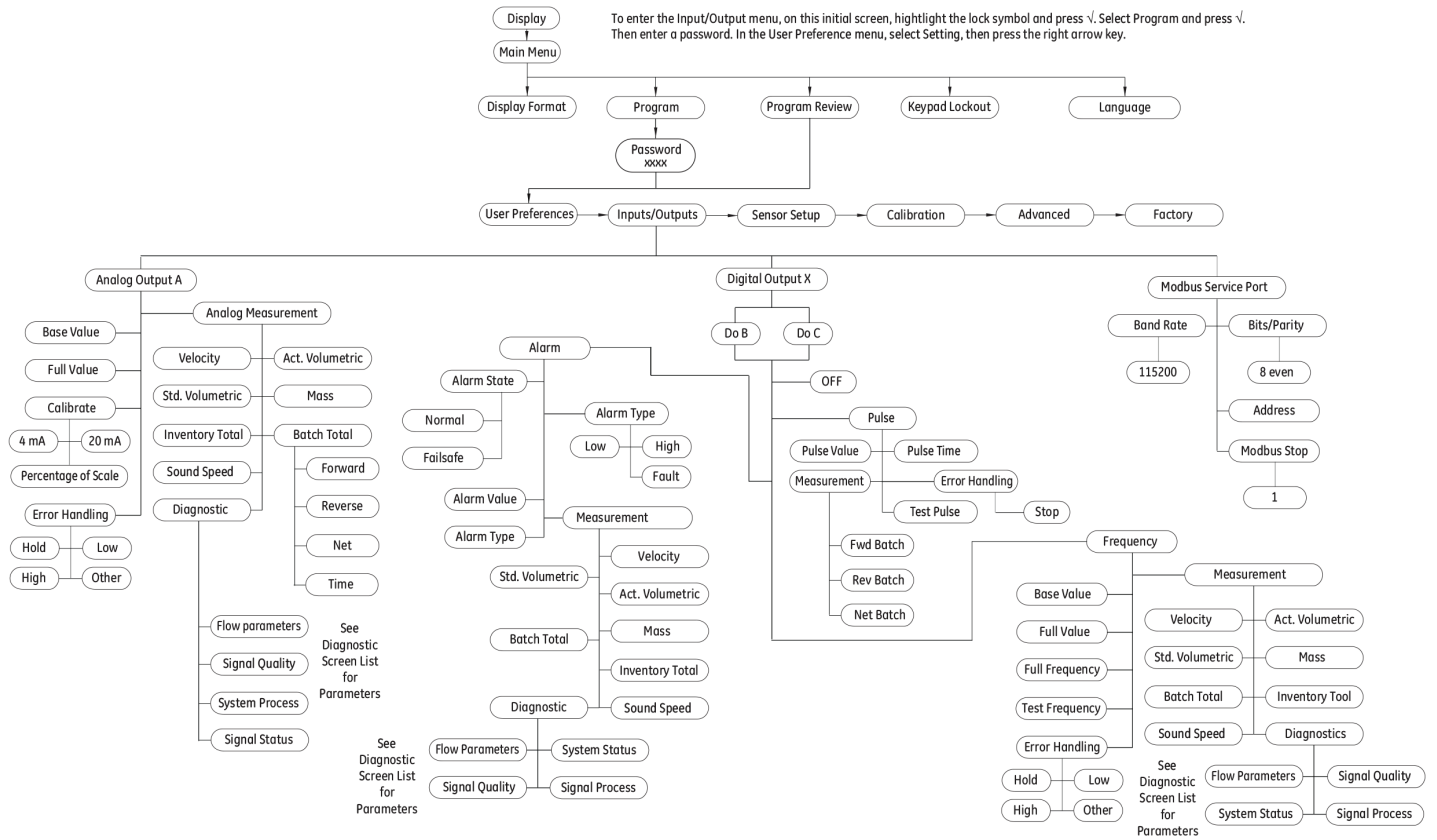 Display
To enter the Input/Output menu, on this initial screen, hightlight the lock symbol and press √. Select Program and press √.
Then enter a password. In the User Preference menu, select Setting, then press the right arrow key.
Main Menu
Display Format
Program
Program Review
Keypad Lockout
Language
Password
xxxx
User Preferences
Inputs/Outputs
Sensor Setup
Calibration
Advanced
Factory
Analog Output A
Base Value
Full Value
Calibrate
4 mA
20 mA
Percentage of Scale
Error Handling
Hold
Low
High
Other
Analog Measurement
Velocity
Act. Volumetric
Std. Volumetric
Mass
Inventory Total
Batch Total
Sound Speed
Forward
Diagnostic
Reverse
Net
Time
Flow parameters
Signal Quality
System Process
Signal Status
See
Diagnostic
Screen List
for
Parameters
Digital Output X
Do B
Do C
Alarm
Alarm State
Normal
Failsafe
Alarm Type
Low
High
Fault
Alarm Value
Alarm Type
Measurement
Velocity
Std. Volumetric
Act. Volumetric
Mass
Batch Total
Inventory Total
Diagnostic
Sound Speed
Flow Parameters
System Status
Signal Quality
Signal Process
See
Diagnostic
Screen List
for
Parameters
OFF
Pulse
Pulse Value
Pulse Time
Measurement
Error Handling
Test Pulse
Stop
Fwd Batch
Rev Batch
Net Batch
Frequency
Base Value
Full Value
Full Frequency
Test Frequency
Error Handling
Hold
Low
High
Other
Measurement
Velocity
Act. Volumetric
Std. Volumetric
Mass
Batch Total
Inventory Tool
Sound Speed
Diagnostics
Flow Parameters
Signal Quality
System Status
Signal Process
See
Diagnostic
Screen List
for
Parameters
Modbus Service Port
Band Rate
Bits/Parity
115200
8 even
Address
Modbus Stop
1